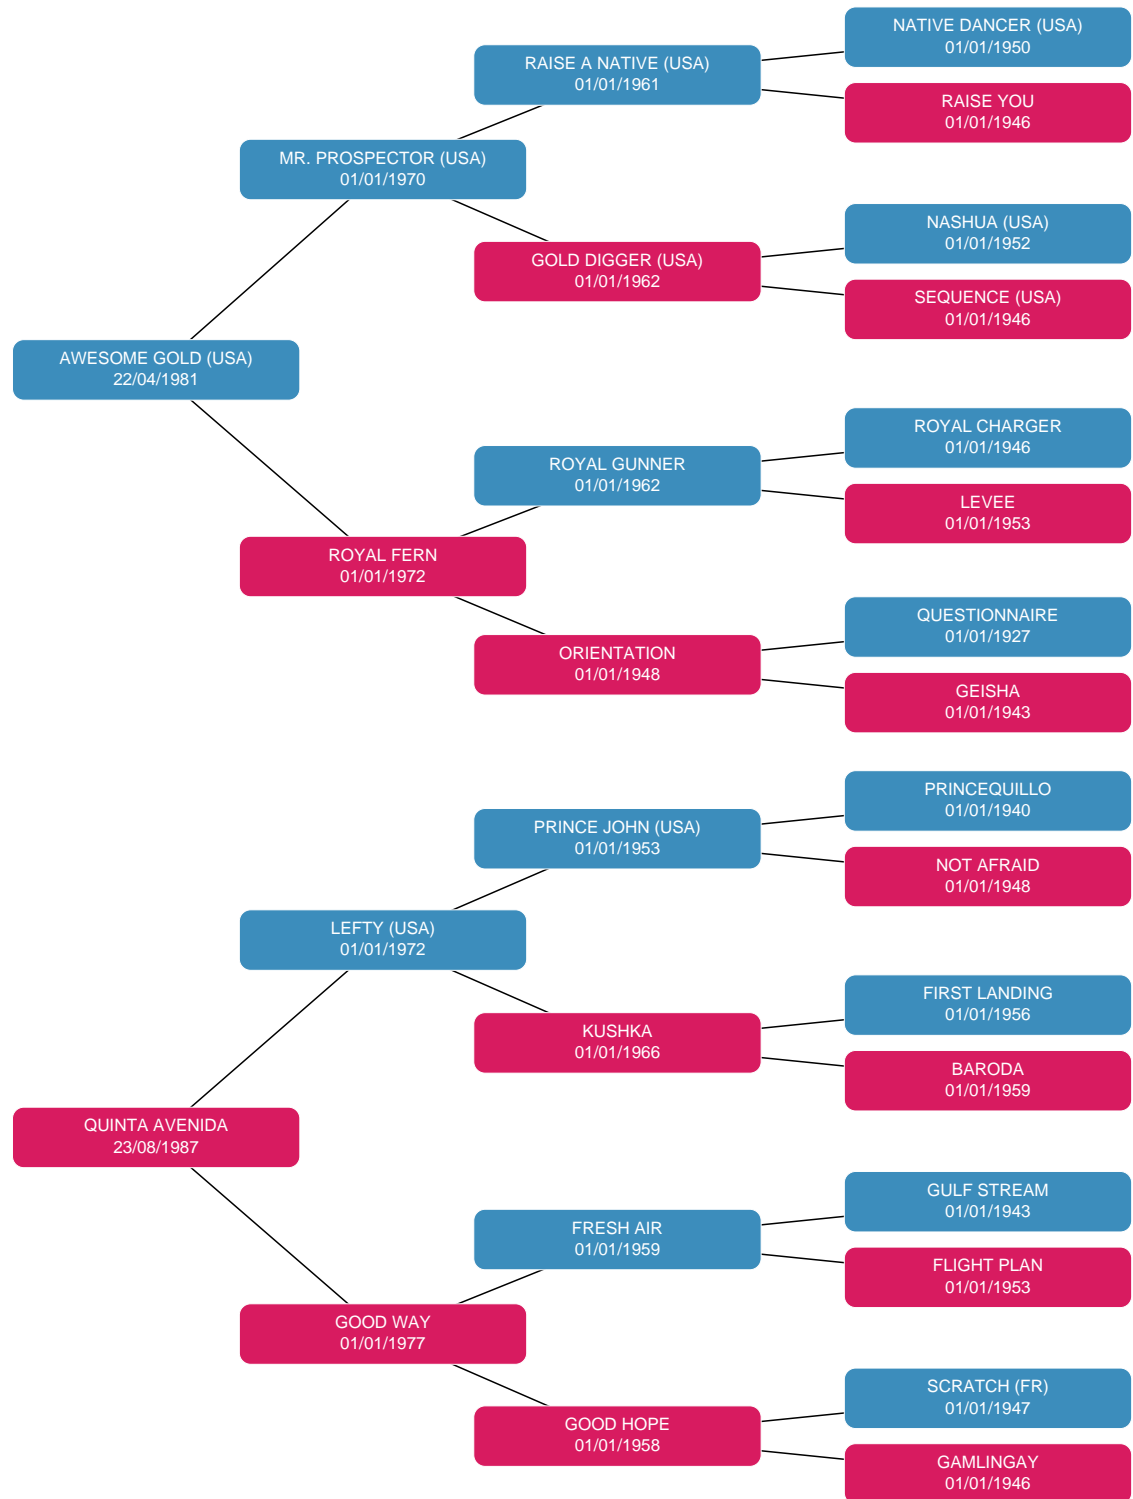 NATIVE DANCER (USA)
01/01/1950
RAISE A NATIVE (USA)
01/01/1961
RAISE YOU
01/01/1946
MR. PROSPECTOR (USA)
01/01/1970
NASHUA (USA)
01/01/1952
GOLD DIGGER (USA)
01/01/1962
SEQUENCE (USA)
01/01/1946
AWESOME GOLD (USA)
22/04/1981
ROYAL CHARGER
01/01/1946
ROYAL GUNNER
01/01/1962
LEVEE
01/01/1953
ROYAL FERN
01/01/1972
QUESTIONNAIRE
01/01/1927
ORIENTATION
01/01/1948
GEISHA
01/01/1943
PRINCEQUILLO
01/01/1940
PRINCE JOHN (USA)
01/01/1953
NOT AFRAID
01/01/1948
LEFTY (USA)
01/01/1972
FIRST LANDING
01/01/1956
KUSHKA
01/01/1966
BARODA
01/01/1959
QUINTA AVENIDA
23/08/1987
GULF STREAM
01/01/1943
FRESH AIR
01/01/1959
FLIGHT PLAN
01/01/1953
GOOD WAY
01/01/1977
SCRATCH (FR)
01/01/1947
GOOD HOPE
01/01/1958
GAMLINGAY
01/01/1946